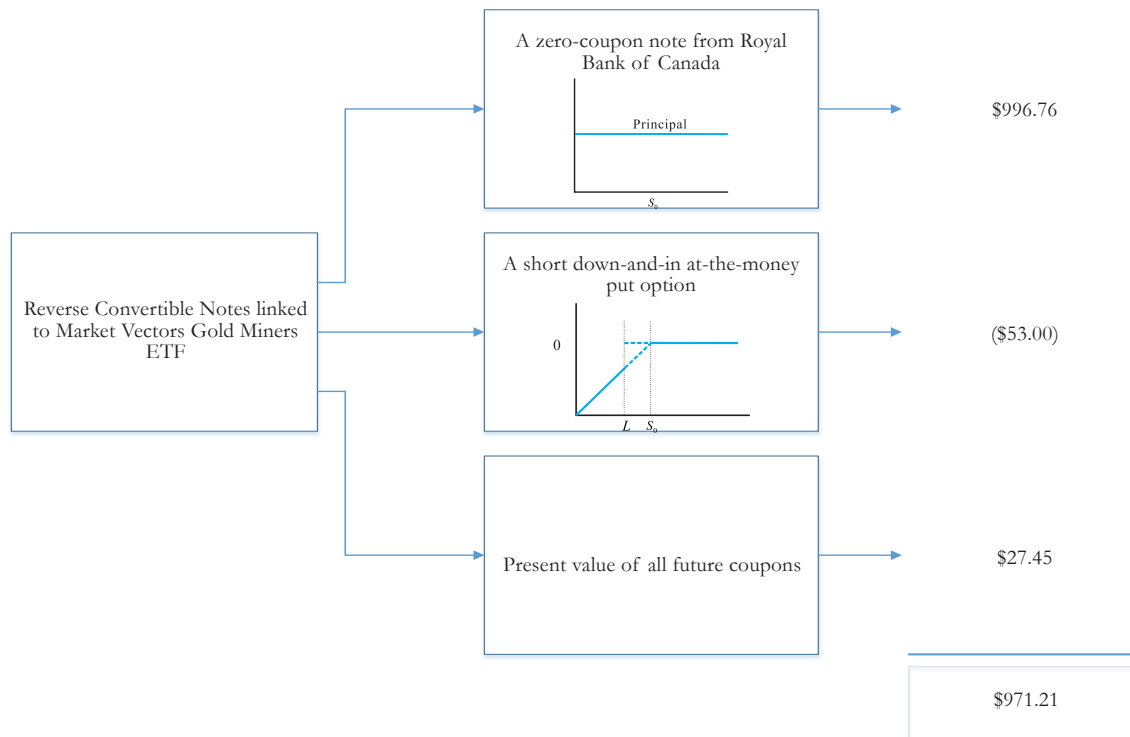 A zero-coupon note from Royal
Bank of Canada
Principal
S0
$996.76
Reverse Convertible Notes linked
to Market Vectors Gold Miners
ETF
A short down-and-in at-the-money
put option
0
L
S0
($53.00)
Present value of all future coupons
$27.45
$971.21